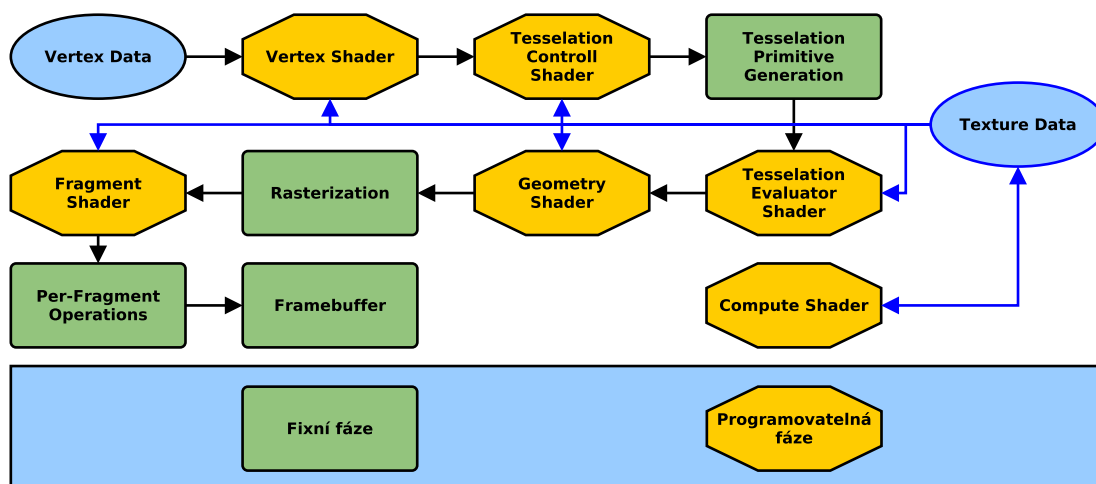 Vertex Data
Vertex Shader
Tesselation
Controll
Shader
Tesselation
Primitive
Generation
Texture Data
Fragment
Shader
Rasterization
Geometry
Shader
Tesselation
Evaluator
Shader
Per-Fragment
Operations
Framebuffer
Compute Shader
Fixní fáze
Programovatelná
fáze